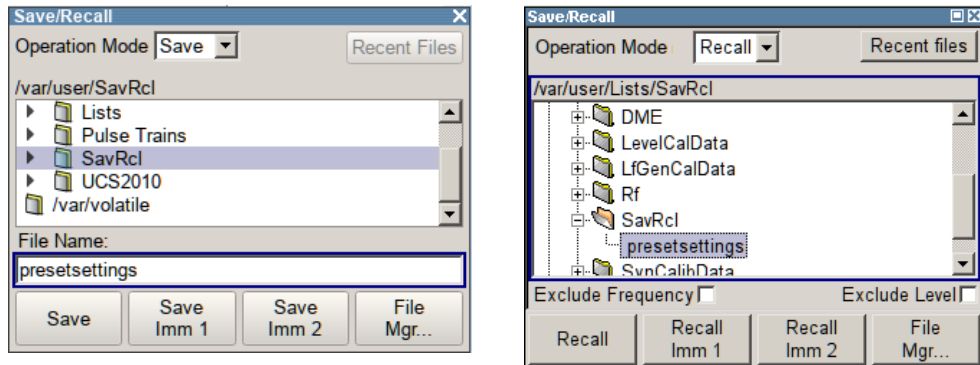 Save/Recall
Operation Mode Save
Recent Files
/var/user/SavRcl
Lists
Pulse Trains
SavRcl
UCS2010
/var/volatile
File Name:
presetsettings
Save
Save Imm 1
Save Imm 2
File Mgr...
Save/Recall
Operation Mode Recall
Recent files
/var/user/Lists/SavRcl
DME
LevelCalData
LfGenCalData
Rf
SavRcl
presetsettings
SynCalibData
Exclude Frequency
Exclude Level
Recall
Recall Imm 1
Recall Imm 2
File Mgr...